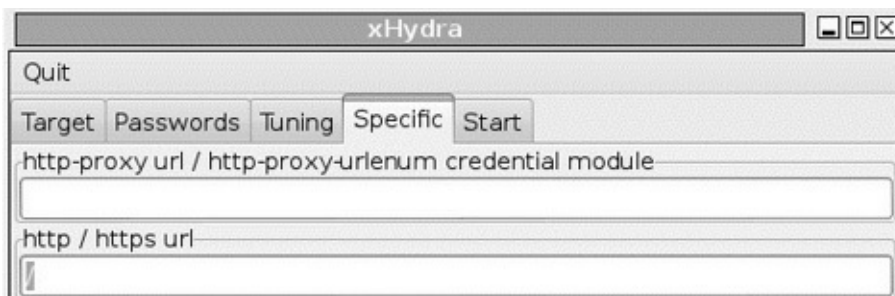 xHydra
Quit
Target Passwords Tuning Specific Start
http-proxy url / http-proxy-urlenum credential module
http / https url
/